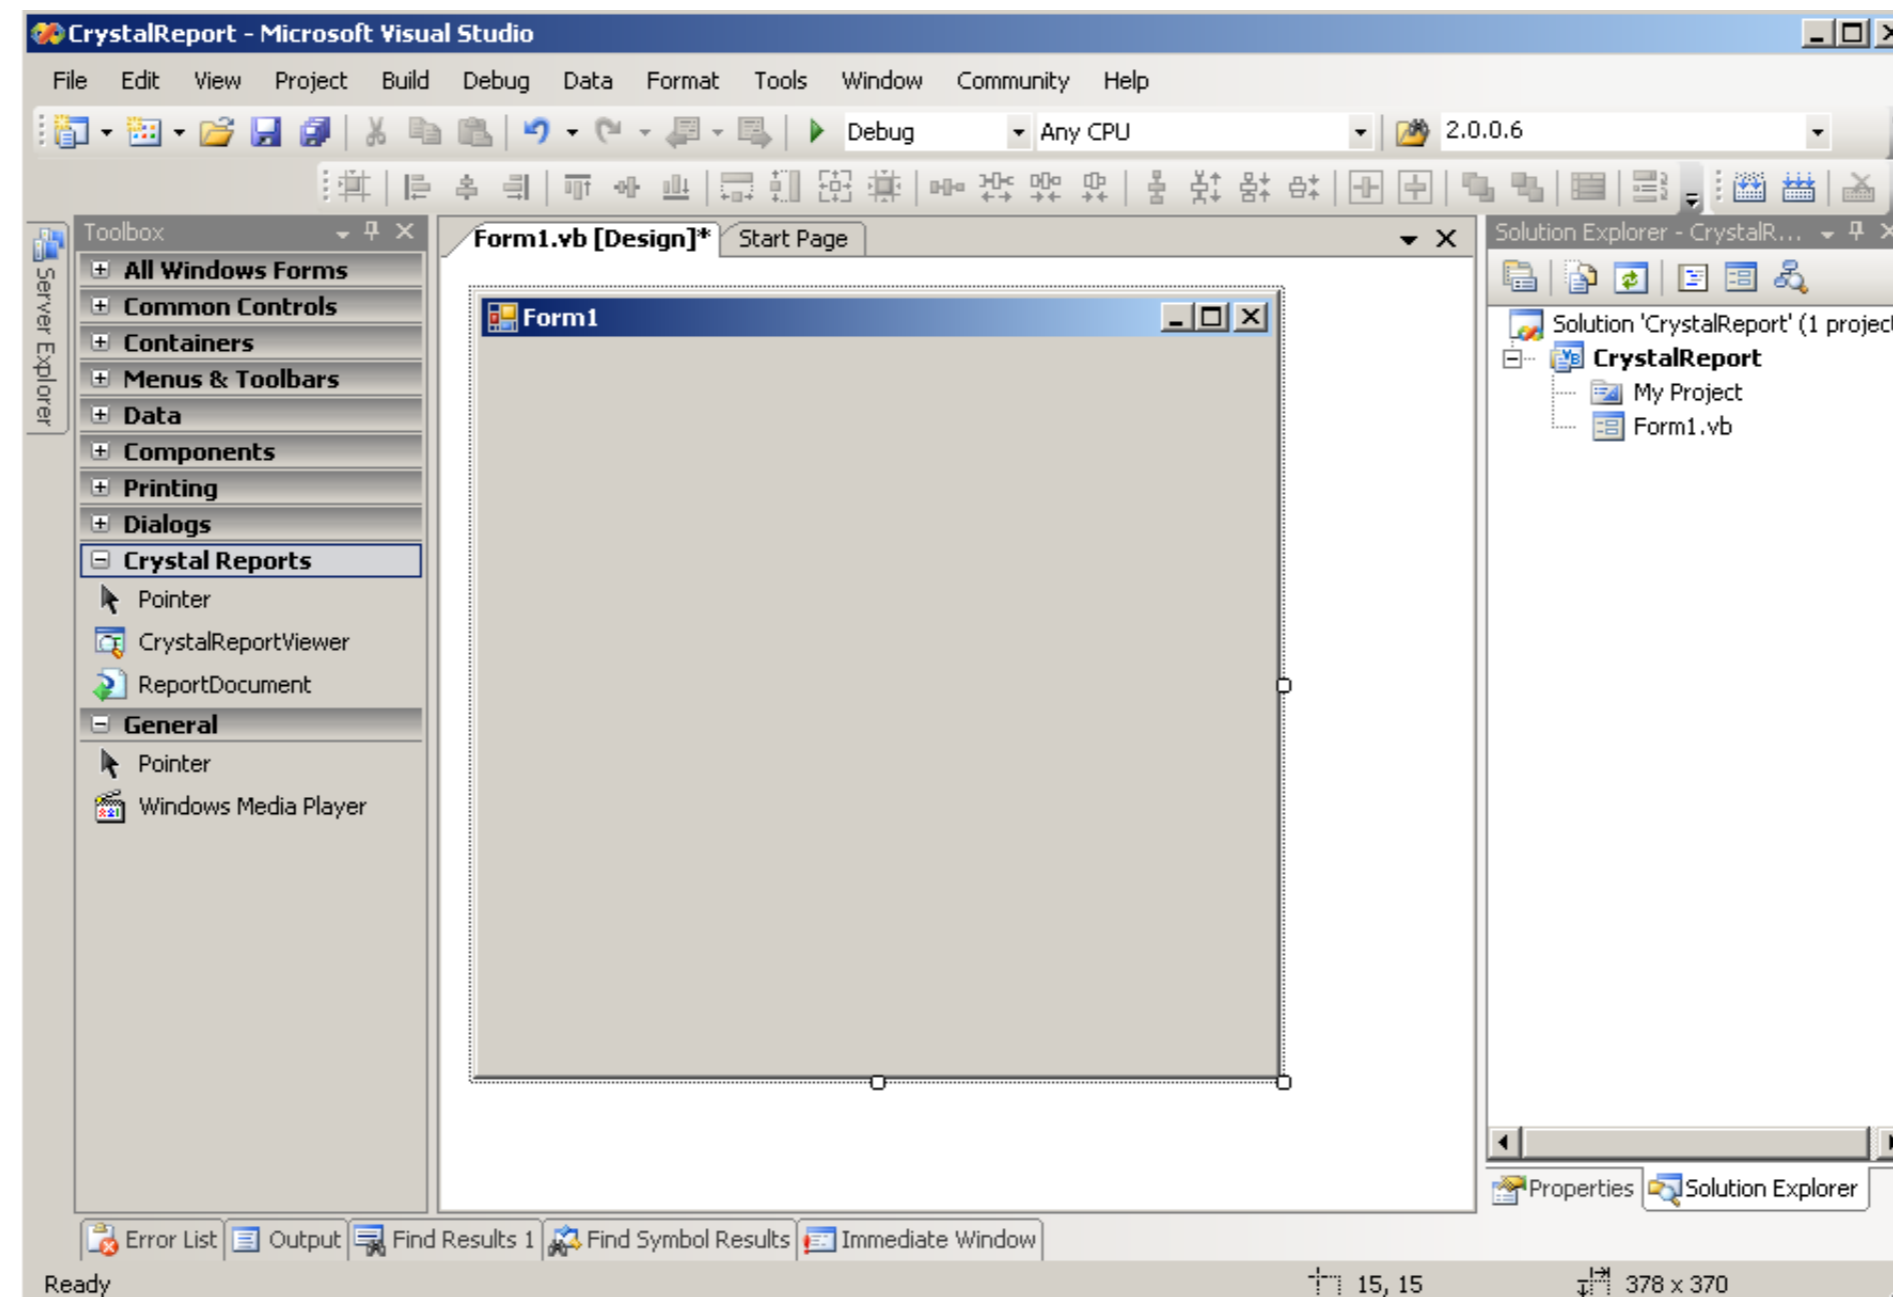 CrystalReport - Microsoft Visual Studio
File Edit View Project Build Debug Data Format Tools Window Community Help
Debug Any CPU 2.0.0.6
Server Explorer
Toolbox
All Windows Forms
Common Controls
Containers
Menus & Toolbars
Data
Components
Printing
Dialogs
Crystal Reports
Pointer
CrystalReportViewer
ReportDocument
General
Pointer
Windows Media Player
Form1.vb [Design]* Start Page
Form1
Solution Explorer - CrystalR...
Solution 'CrystalReport' (1 project
CrystalReport
My Project
Form1.vb
Properties Solution Explorer
Error List Output Find Results 1 Find Symbol Results Immediate Window
Ready 15, 15 378 x 370